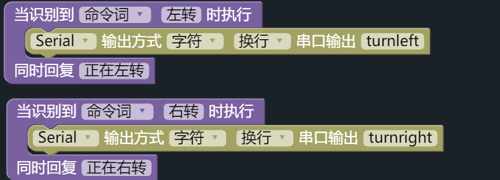 当识别到 命令词 左转 时执行
Serial 输出方式 字符 换行 串口输出 turnleft
同时回复 正在左转
当识别到 命令词 右转 时执行
Serial 输出方式 字符 换行 串口输出 turnright
同时回复 正在右转